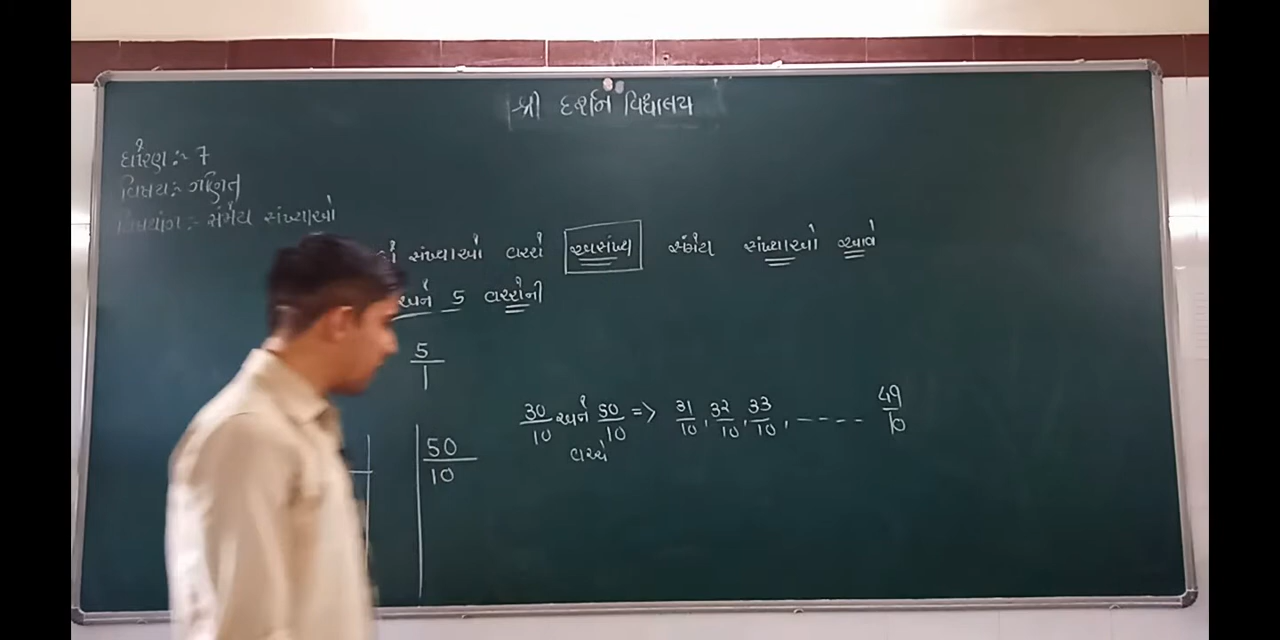 શ્રી દર્શન વિદ્યાલય
ધોરણ :- 7
વિષય :- ગણિત
વિષયાંગ :- સંમેય સંખ્યાઓ
સંખ્યાઓ વચ્ચે અસંખ્ય સંમેય સંખ્યાઓ આવે
અને 5 વચ્ચેની
5/1
30/10 અને 50/10 => 31/10, 32/10, 33/10, ---- 49/10
વચ્ચે
50/10